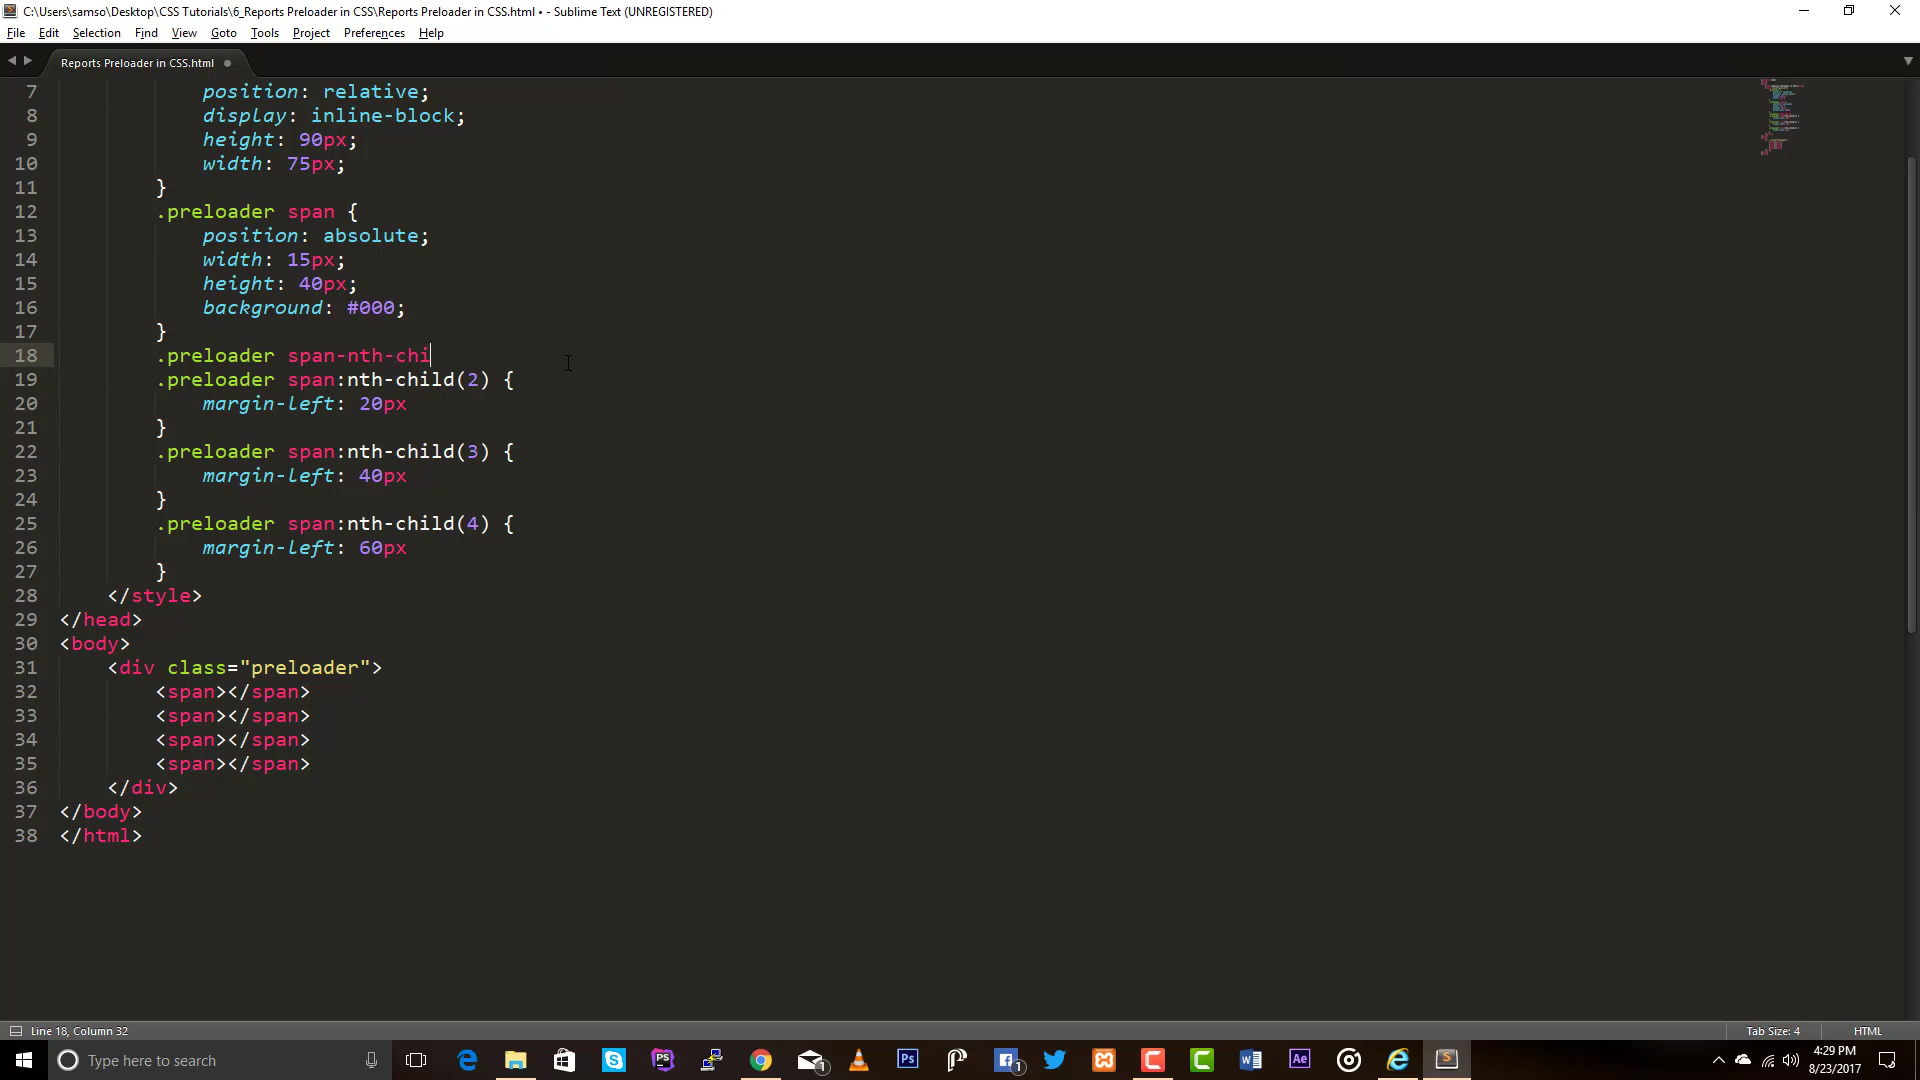 C:\Users\samso\Desktop\CSS Tutorials\6_Reports Preloader in CSS\Reports Preloader in CSS.html • - Sublime Text (UNREGISTERED)
File Edit Selection Find View Goto Tools Project Preferences Help
Reports Preloader in CSS.html
7 position: relative;
8 display: inline-block;
9 height: 90px;
10 width: 75px;
11 }
12 .preloader span {
13 position: absolute;
14 width: 15px;
15 height: 40px;
16 background: #000;
17 }
18 .preloader span-nth-chi
19 .preloader span:nth-child(2) {
20 margin-left: 20px
21 }
22 .preloader span:nth-child(3) {
23 margin-left: 40px
24 }
25 .preloader span:nth-child(4) {
26 margin-left: 60px
27 }
28 </style>
29 </head>
30 <body>
31 <div class="preloader">
32 <span></span>
33 <span></span>
34 <span></span>
35 <span></span>
36 </div>
37 </body>
38 </html>
Line 18, Column 32 Tab Size: 4 HTML
Type here to search 4:29 PM
8/23/2017